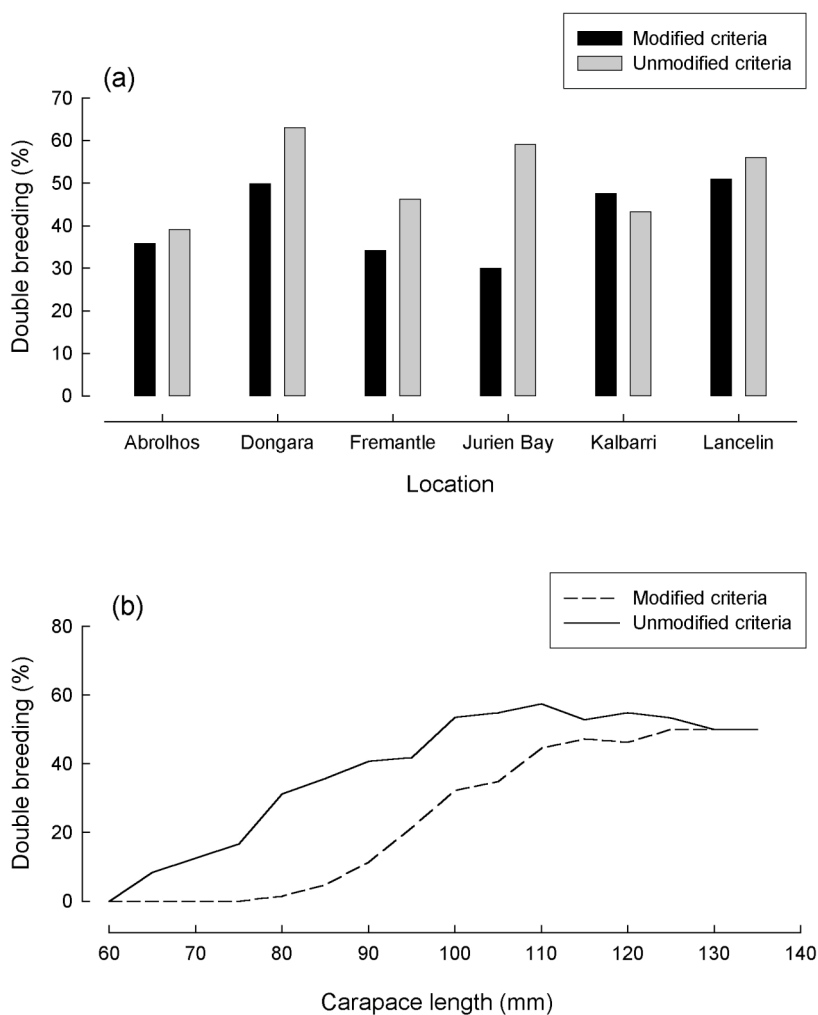 Modified criteria
Unmodified criteria
(a)
70
60
50
40
30
20
10
0
Double breeding (%)
Abrolhos Dongara Fremantle Jurien Bay Kalbarri Lancelin
Location
Modified criteria
Unmodified criteria
(b)
80
60
40
20
0
Double breeding (%)
60 70 80 90 100 110 120 130 140
Carapace length (mm)